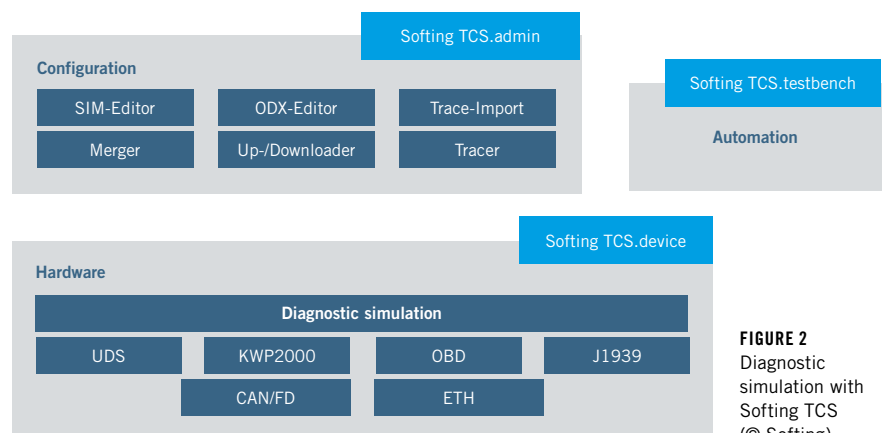 Softing TCS.admin
Configuration
SIM-Editor
ODX-Editor
Trace-Import
Merger
Up-/Downloader
Tracer
Softing TCS.testbench
Automation
Softing TCS.device
Hardware
Diagnostic simulation
UDS
KWP2000
OBD
J1939
CAN/FD
ETH
FIGURE 2
Diagnostic
simulation with
Softing TCS
(© Softing)